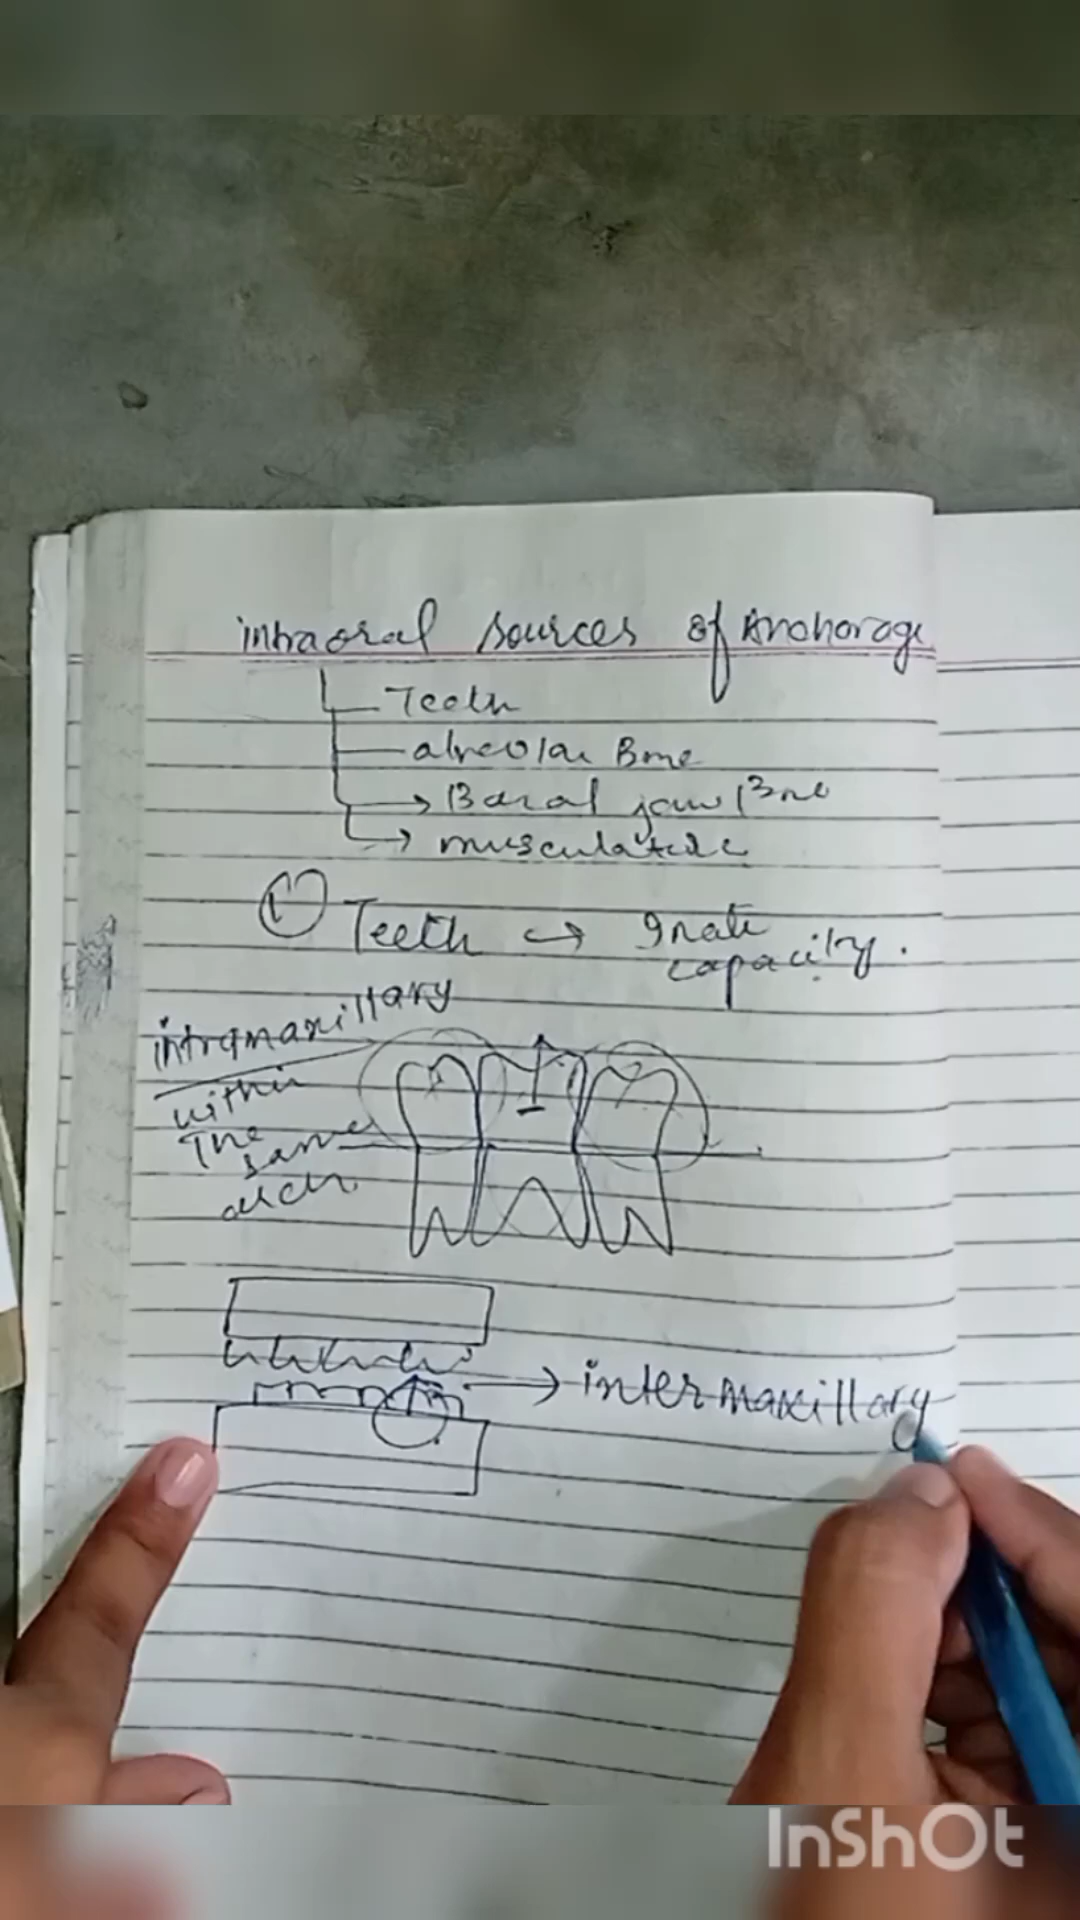 intraoral sources of Anchorage
Teeth
alveolar Bone
Basal jaw Bone
musculature
1 Teeth → Inate
capacity.
intramaxillary
within
The
same
arch.
→ intermaxillary
InShOt